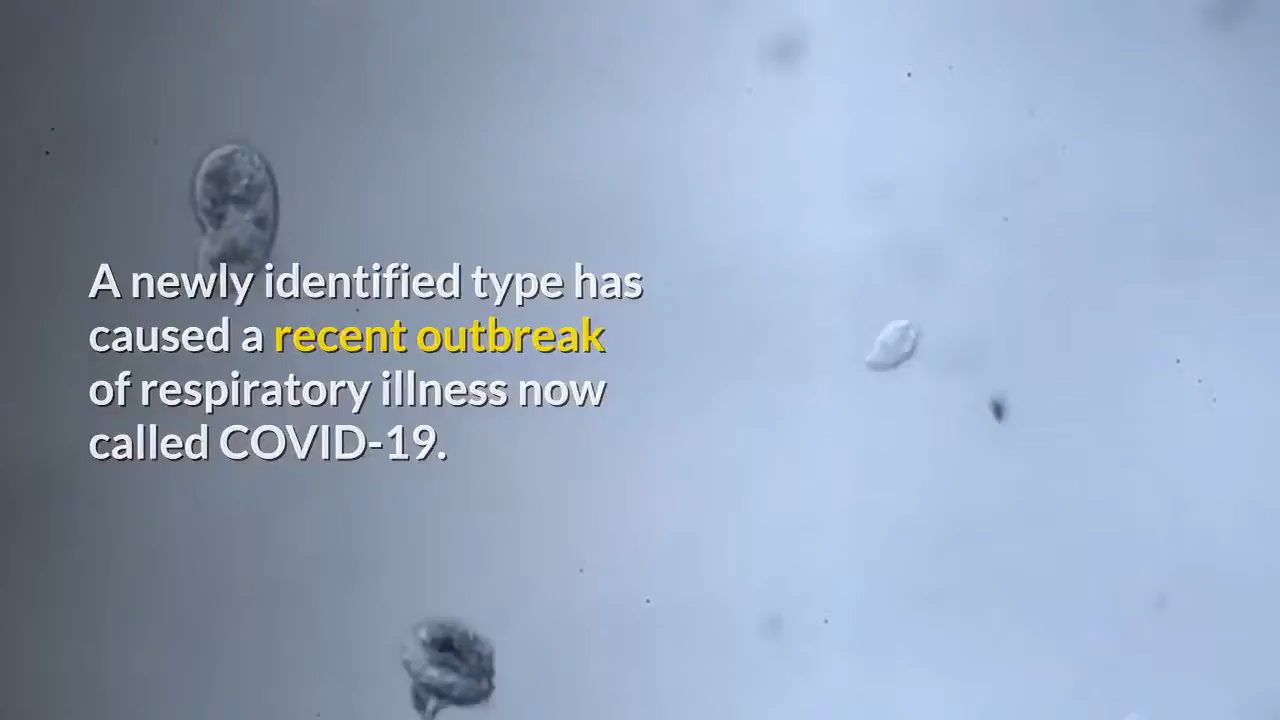 A newly identified type has
caused a recent outbreak
of respiratory illness now
called COVID-19.